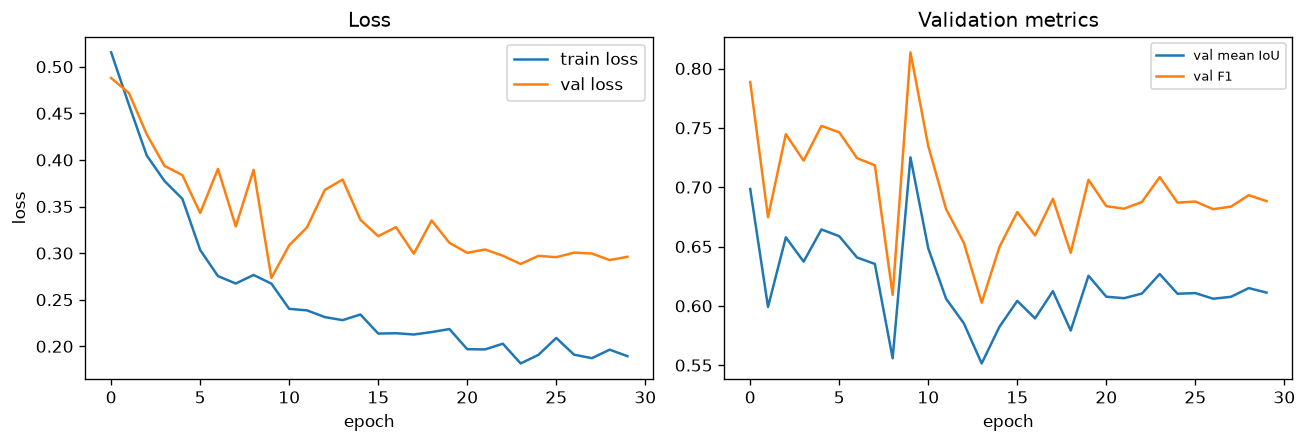 Loss
train loss
val loss
0.50
0.45
0.40
0.35
0.30
0.25
0.20
loss
0 5 10 15 20 25 30
epoch
Validation metrics
val mean IoU
val F1
0.80
0.75
0.70
0.65
0.60
0.55
0 5 10 15 20 25 30
epoch